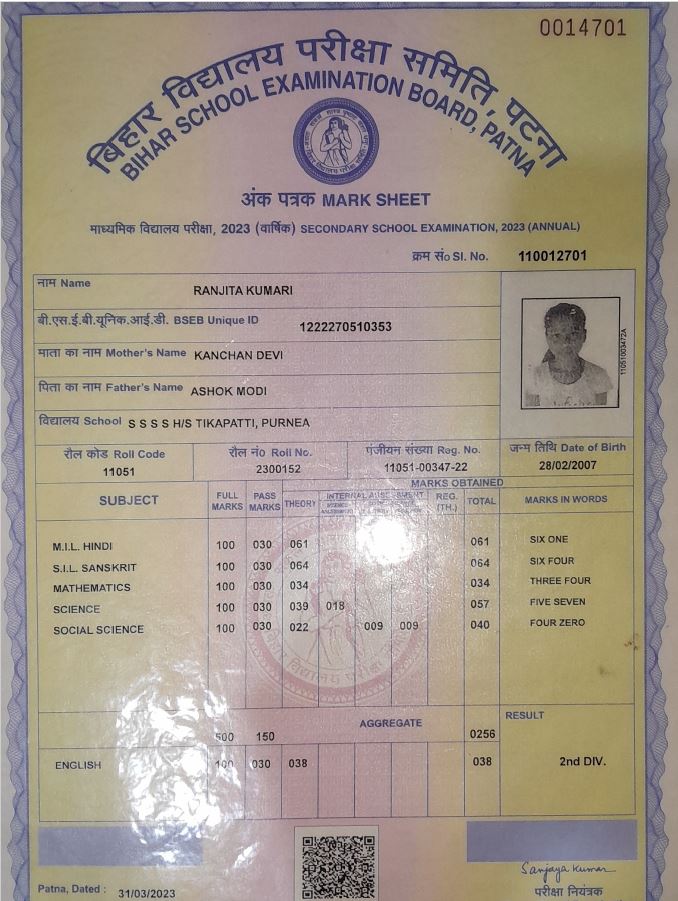 0014701
बिहार विद्यालय परीक्षा समिति, पटना
BIHAR SCHOOL EXAMINATION BOARD, PATNA
अंक पत्रक MARK SHEET
माध्यमिक विद्यालय परीक्षा, 2023 (वार्षिक) SECONDARY SCHOOL EXAMINATION, 2023 (ANNUAL)
क्रम सं० Sl. No. 110012701
नाम Name RANJITA KUMARI
बी.एस.ई.बी.यूनिक.आई.डी. BSEB Unique ID 1222270510353
माता का नाम Mother's Name KANCHAN DEVI
पिता का नाम Father's Name ASHOK MODI
विद्यालय School S S S S H/S TIKAPATTI, PURNEA
11051003472A
रौल कोड Roll Code रौल नं० Roll No. पंजीयन संख्या Reg. No. जन्म तिथि Date of Birth
11051 2300152 11051-00347-22 28/02/2007
MARKS OBTAINED
SUBJECT FULL MARKS PASS MARKS THEORY INTERNAL ASSESSMENT REG. (TH.) TOTAL MARKS IN WORDS
M.I.L. HINDI 100 030 061 061 SIX ONE
S.I.L. SANSKRIT 100 030 064 064 SIX FOUR
MATHEMATICS 100 030 034 034 THREE FOUR
SCIENCE 100 030 039 018 057 FIVE SEVEN
SOCIAL SCIENCE 100 030 022 009 009 040 FOUR ZERO
500 150 AGGREGATE 0256 RESULT
ENGLISH 100 030 038 038 2nd DIV.
Sanjaya Kumar
Patna, Dated : 31/03/2023 परीक्षा नियंत्रक